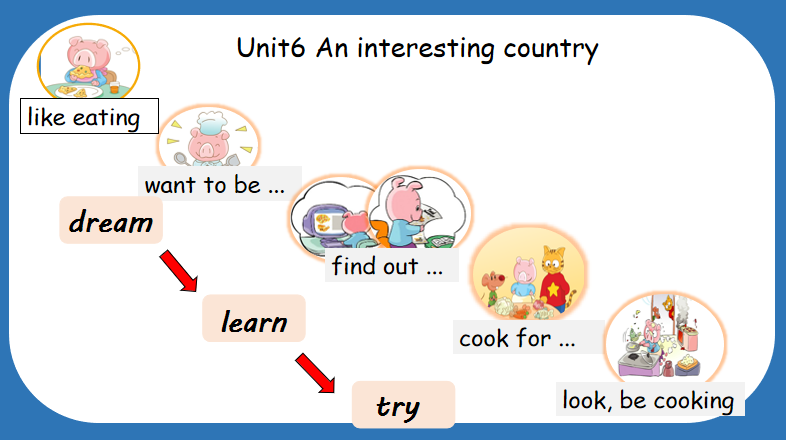 Unit6 An interesting country
like eating
want to be ...
dream
find out ...
learn
cook for ...
try
look, be cooking